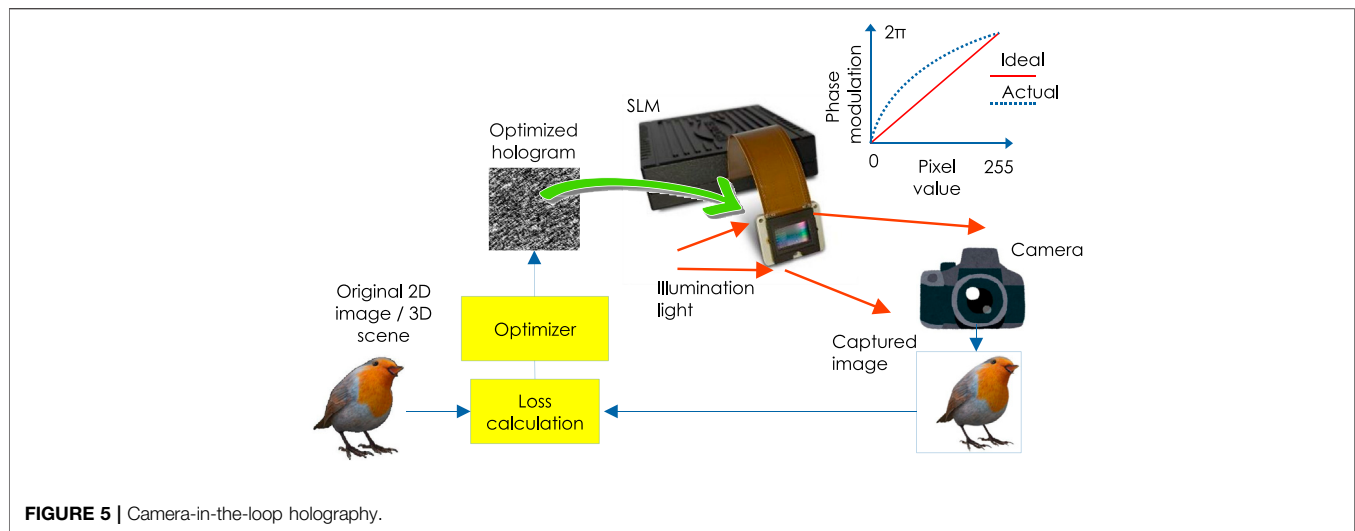 2π
Phase
modulation
Ideal
Actual
0
255
Pixel
value
SLM
Optimized
hologram
Camera
Illumination
light
Original 2D
image / 3D
scene
Optimizer
Captured
image
Loss
calculation
FIGURE 5 | Camera-in-the-loop holography.